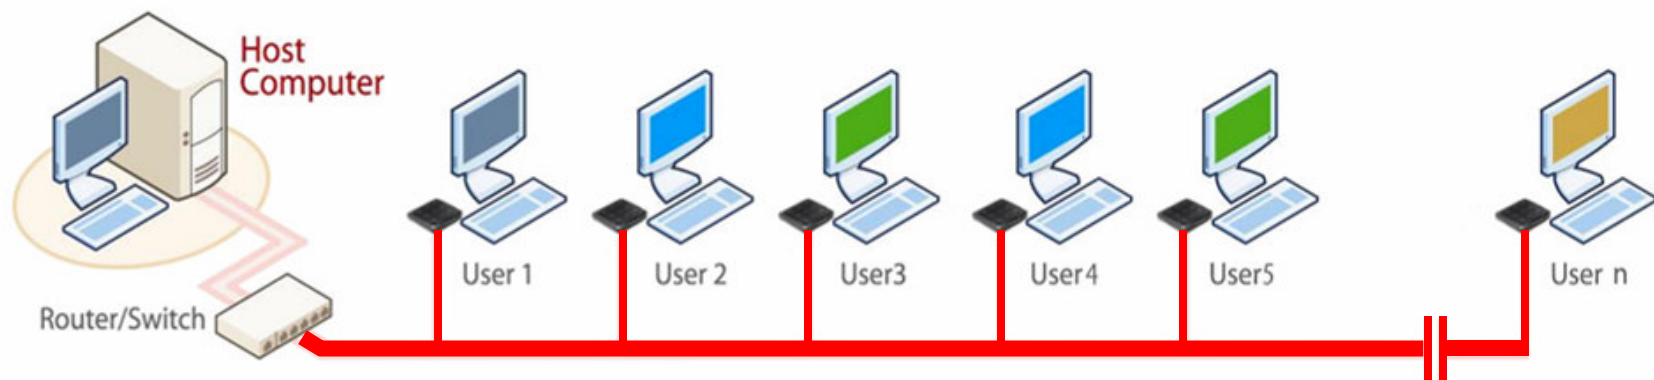 Host
Computer
User 1
User 2
User3
User4
User5
User n
Router/Switch